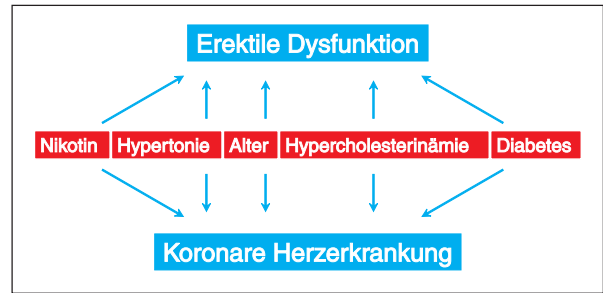 Erektile Dysfunktion
Nikotin Hypertonie Alter Hypercholesterinämie Diabetes
Koronare Herzerkrankung